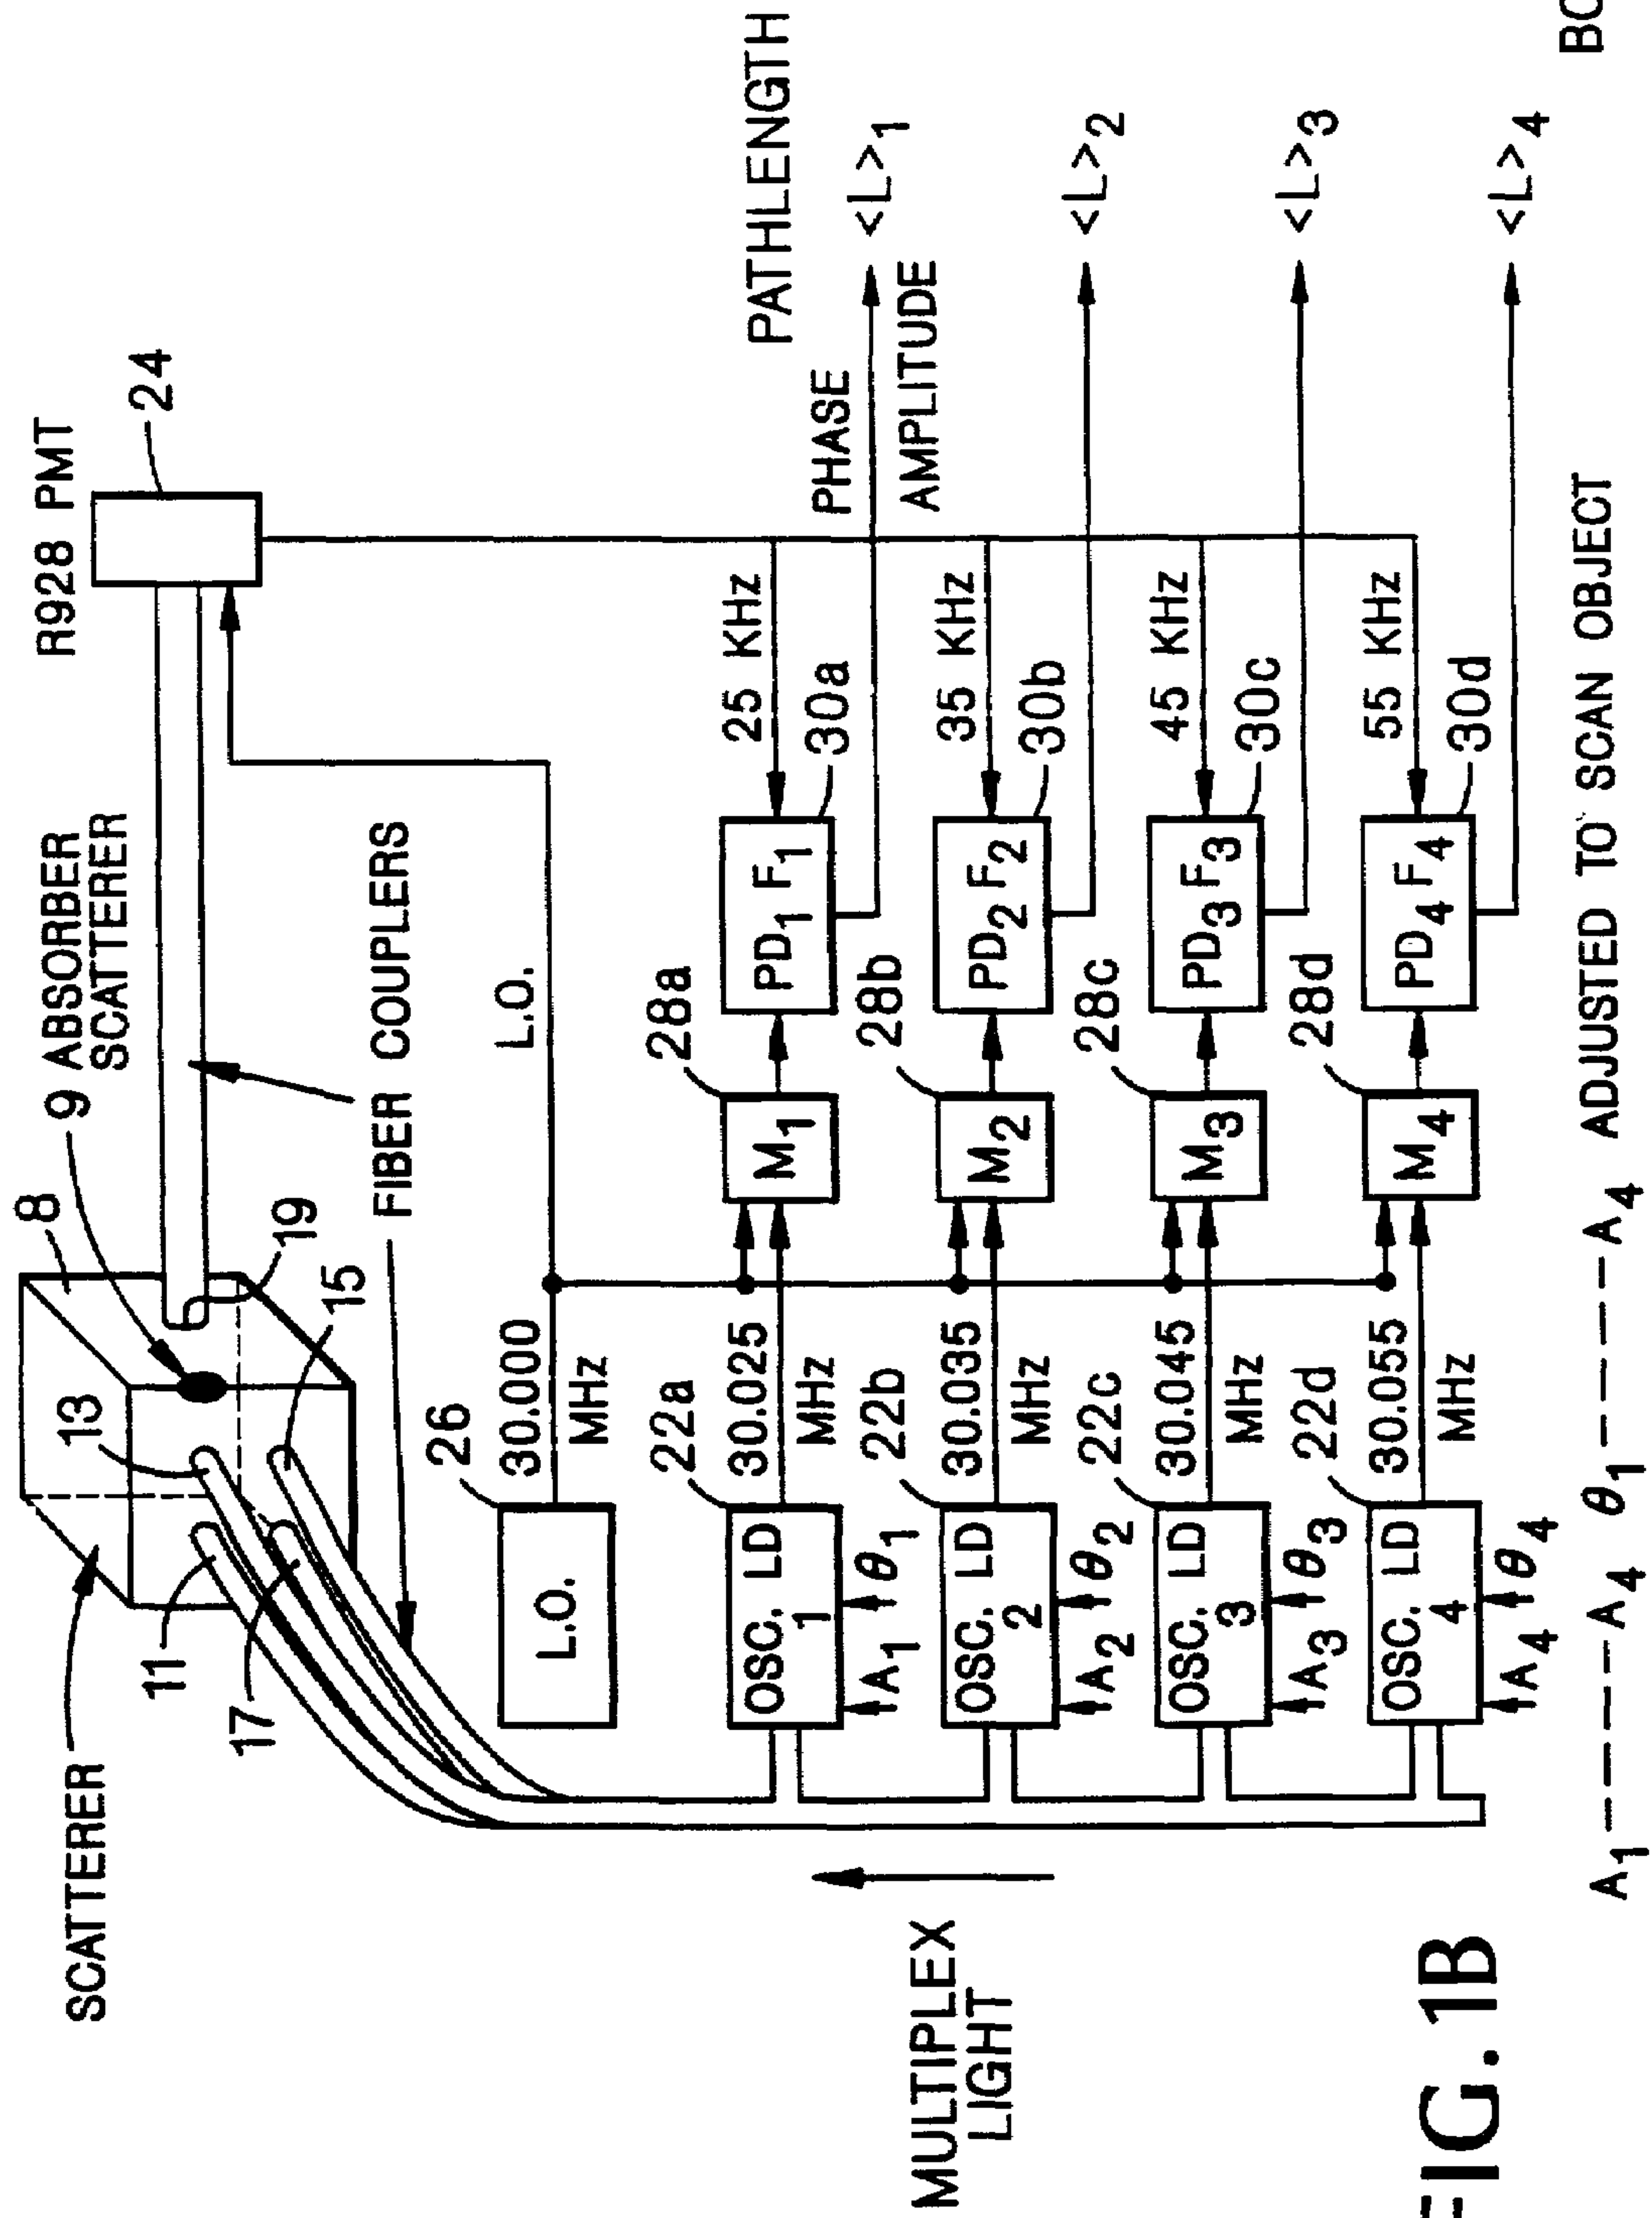 SCATTERER
8
9 ABSORBER
SCATTERER
R928 PMT
24
13
11
17
19
15
FIBER COUPLERS
26
L.O.
30.000
MHz
L.O.
PATHLENGTH
MULTIPLEX
LIGHT
OSC. LD
1
22a
30.025
MHz
A1 θ1
M1
28a
PD1 F1
25 KHz
30a
PHASE
AMPLITUDE
<L>1
OSC. LD
2
22b
30.035
MHz
A2 θ2
M2
28b
PD2 F2
35 KHz
30b
<L>2
OSC. LD
3
22c
30.045
MHz
A3 θ3
M3
28c
PD3 F3
45 KHz
30c
<L>3
OSC. LD
4
22d
30.055
MHz
A4 θ4
M4
28d
PD4 F4
55 KHz
30d
<L>4
FIG. 1B
A1-----A4 θ1-----A4 ADJUSTED TO SCAN OBJECT